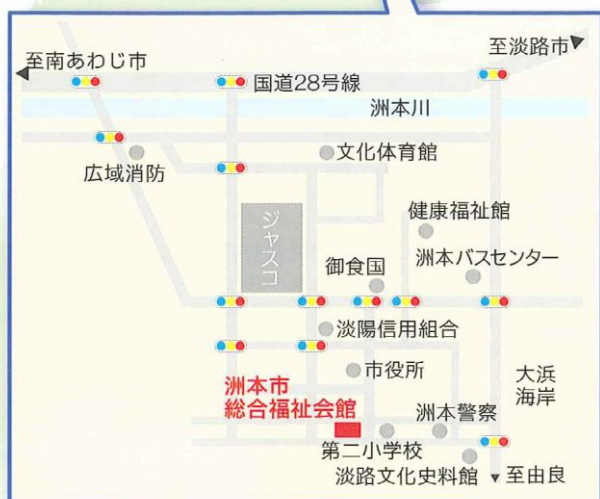 至南あわじ市
至淡路市
国道28号線
洲本川
文化体育館
広域消防
ジャスコ
健康福祉館
洲本バスセンター
御食国
淡陽信用組合
市役所
大浜
海岸
洲本市
総合福祉会館
洲本警察
第二小学校
淡路文化史料館
至由良